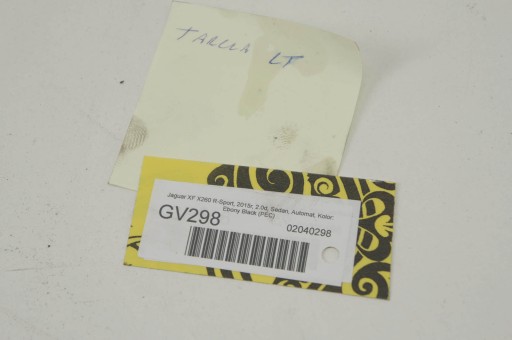 TARCZA LT
Jaguar XF X260 R-Sport, 2015r, 2.0d, Sedan, Automat, Kolor:
Ebony Black (PEC)
GV298
02040298